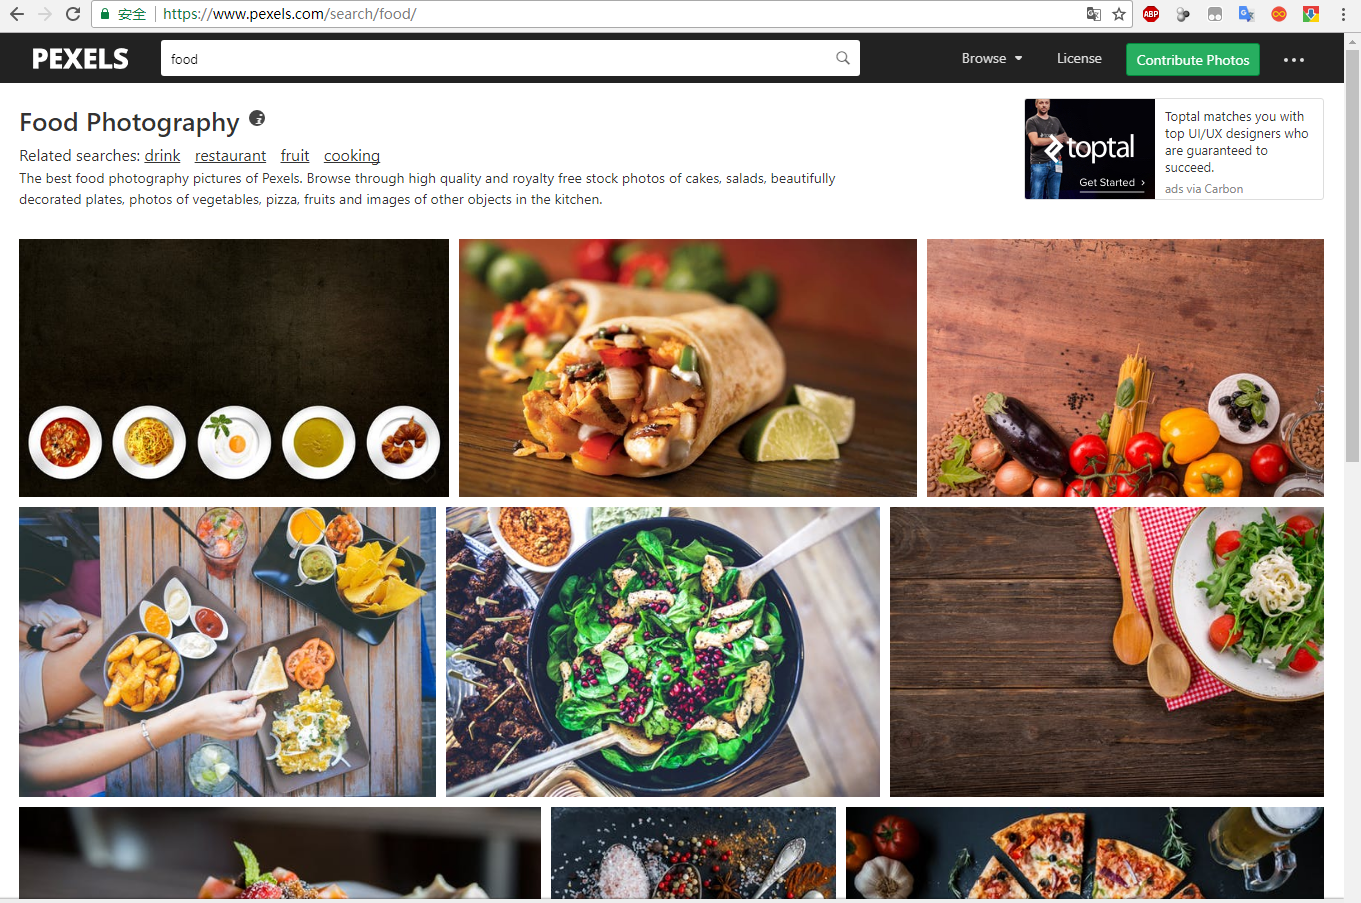 安全 https://www.pexels.com/search/food/
ABP
PEXELS food Browse License Contribute Photos
Food Photography
Related searches: drink restaurant fruit cooking
The best food photography pictures of Pexels. Browse through high quality and royalty free stock photos of cakes, salads, beautifully
decorated plates, photos of vegetables, pizza, fruits and images of other objects in the kitchen.
toptal
Get Started ›
Toptal matches you with
top UI/UX designers who
are guaranteed to
succeed.
ads via Carbon